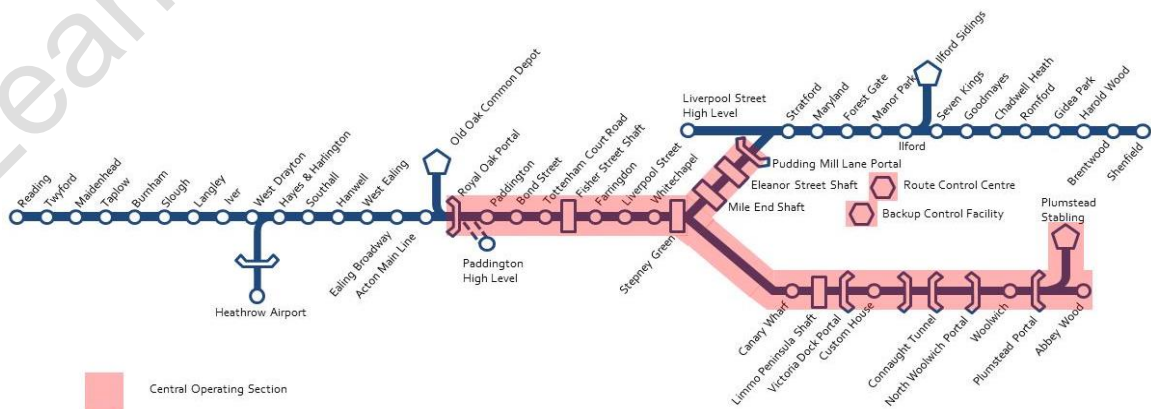 Lear
Reading
Twyford
Maidenhead
Taplow
Burnham
Slough
Langley
Iver
West Drayton
Hayes & Harlington
Southall
Hanwell
West Ealing
Ealing Broadway
Acton Main Line
Old Oak Common Depot
Royal Oak Portal
Paddington
Bond Street
Tottenham Court Road
Fisher Street Shaft
Farringdon
Liverpool Street
Whitechapel
Stepney Green
Heathrow Airport
Paddington
High Level
Liverpool Street
High Level
Stratford
Maryland
Forest Gate
Manor Park
Ilford
Ilford Sidings
Seven Kings
Goodmayes
Chadwell Heath
Romford
Gidea Park
Harold Wood
Brentwood
Shenfield
Pudding Mill Lane Portal
Eleanor Street Shaft
Mile End Shaft
Route Control Centre
Backup Control Facility
Plumstead
Stabling
Canary Wharf
Limmo Peninsula Shaft
Victoria Dock Portal
Custom House
Connaught Tunnel
North Woolwich Portal
Woolwich
Plumstead Portal
Abbey Wood
Central Operating Section